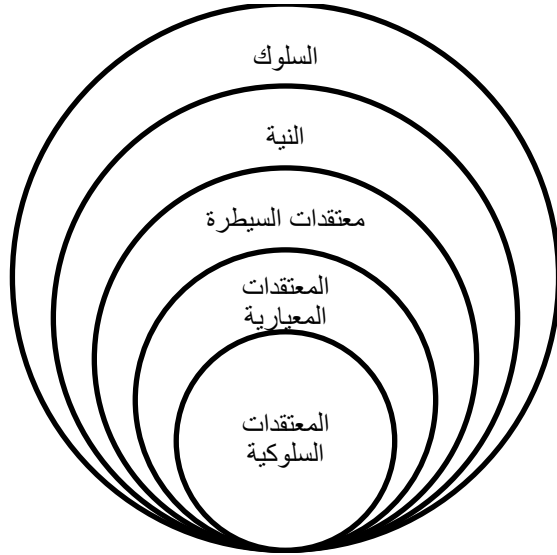 السلوك
النية
معتقدات السيطرة
المعتقدات
المعيارية
المعتقدات
السلوكية